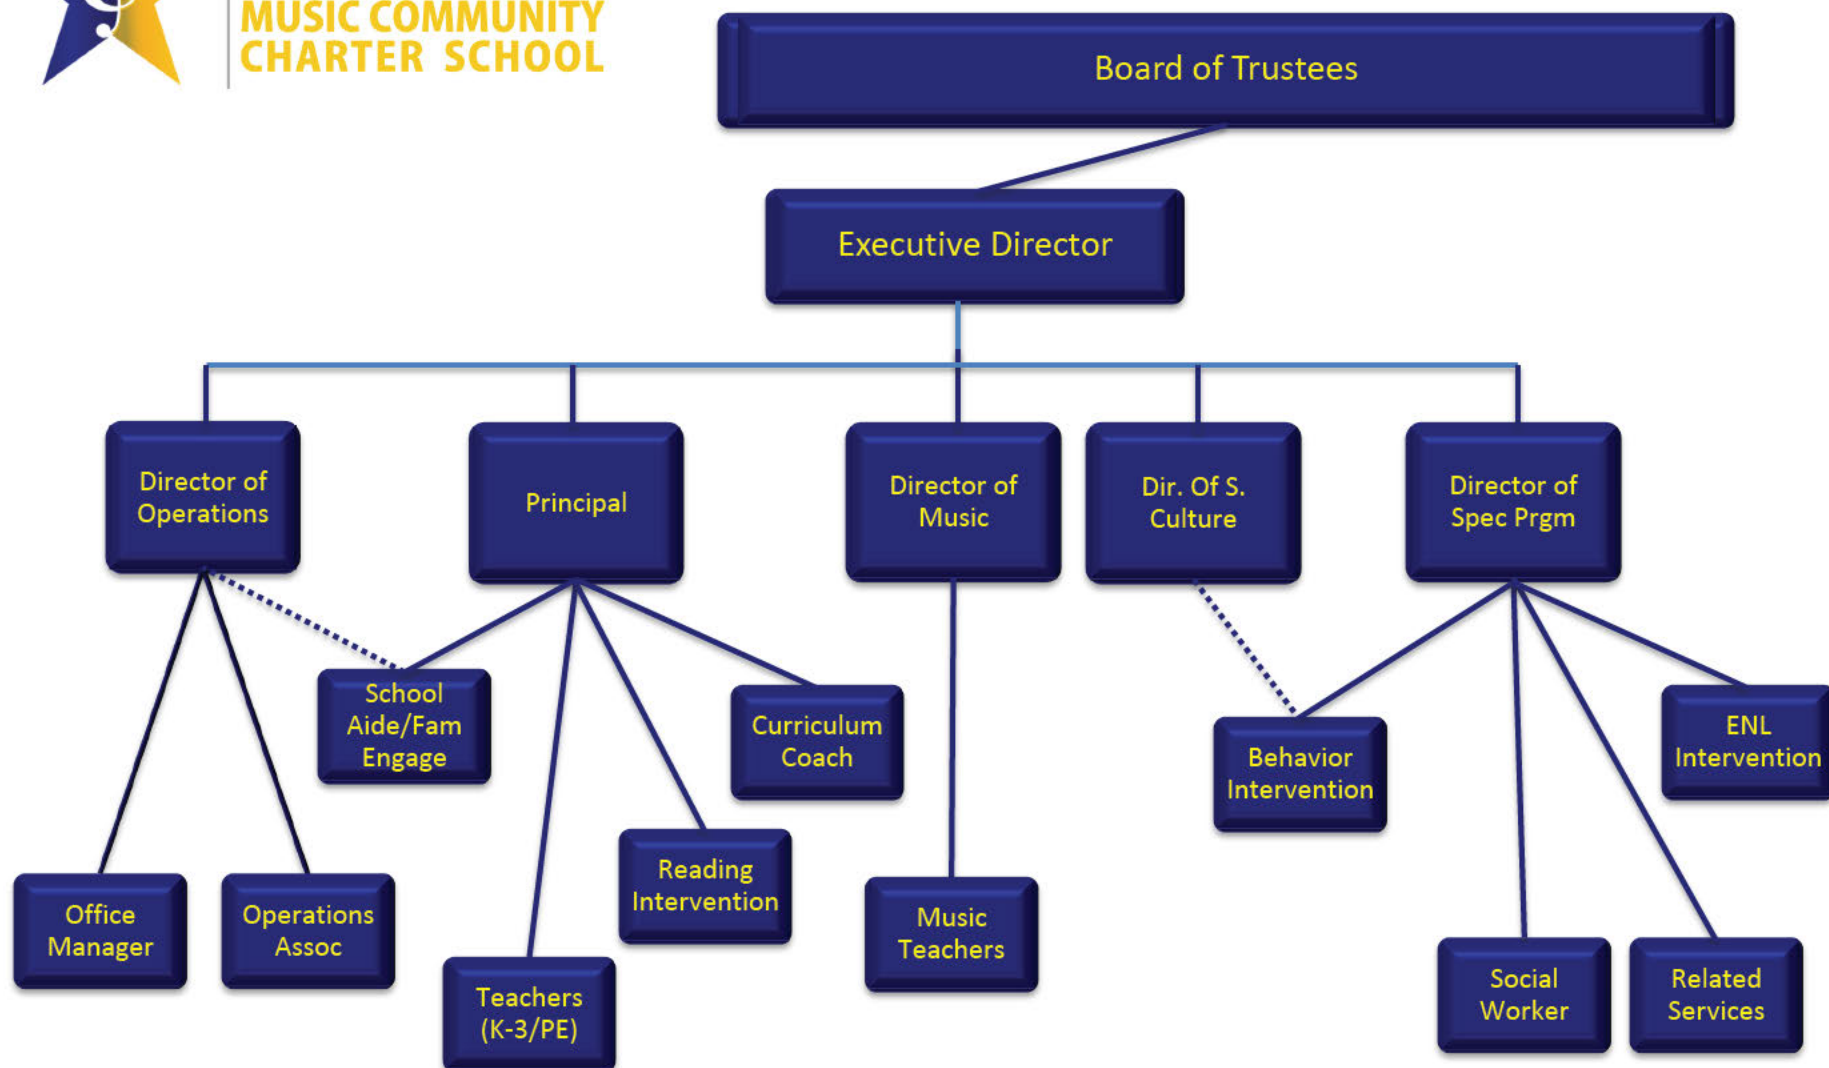 MUSIC COMMUNITY
CHARTER SCHOOL
Board of Trustees
Executive Director
Director of
Operations
Principal
Director of
Music
Dir. Of S.
Culture
Director of
Spec Prgm
School
Aide/Fam
Engage
Curriculum
Coach
Behavior
Intervention
ENL
Intervention
Reading
Intervention
Office
Manager
Operations
Assoc
Music
Teachers
Teachers
(K-3/PE)
Social
Worker
Related
Services